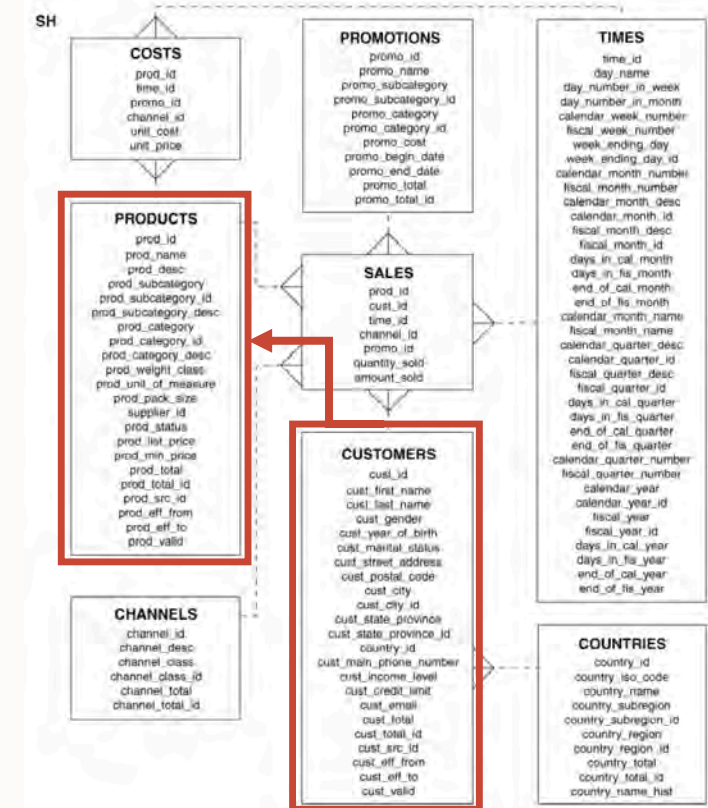 SH
COSTS
prod_id
time_id
promo_id
channel_id
unit_cost
unit_price
PROMOTIONS
promo_id
promo_name
promo_subcategory
promo_subcategory_id
promo_category
promo_category_id
promo_cost
promo_begin_date
promo_end_date
promo_total
promo_total_id
TIMES
time_id
day_name
day_number_in_week
day_number_in_month
calendar_week_number
fiscal_week_number
week_ending_day
week_ending_day_id
calendar_month_number
fiscal_month_number
calendar_month_desc
calendar_month_id
fiscal_month_desc
fiscal_month_id
days_in_cal_month
days_in_fis_month
end_of_cal_month
end_of_fis_month
calendar_month_name
fiscal_month_name
calendar_quarter_desc
calendar_quarter_id
fiscal_quarter_desc
fiscal_quarter_id
days_in_cal_quarter
days_in_fis_quarter
end_of_cal_quarter
end_of_fis_quarter
calendar_quarter_number
fiscal_quarter_number
calendar_year
calendar_year_id
fiscal_year
fiscal_year_id
days_in_cal_year
days_in_fis_year
end_of_cal_year
end_of_fis_year
PRODUCTS
prod_id
prod_name
prod_desc
prod_subcategory
prod_subcategory_id
prod_subcategory_desc
prod_category
prod_category_id
prod_category_desc
prod_weight_class
prod_unit_of_measure
prod_pack_size
supplier_id
prod_status
prod_list_price
prod_min_price
prod_total
prod_total_id
prod_src_id
prod_eff_from
prod_eff_to
prod_valid
SALES
prod_id
cust_id
time_id
channel_id
promo_id
quantity_sold
amount_sold
CUSTOMERS
cust_id
cust_first_name
cust_last_name
cust_gender
cust_year_of_birth
cust_marital_status
cust_street_address
cust_postal_code
cust_city
cust_city_id
cust_state_province
cust_state_province_id
country_id
cust_main_phone_number
cust_income_level
cust_credit_limit
cust_email
cust_total
cust_total_id
cust_src_id
cust_eff_from
cust_eff_to
cust_valid
CHANNELS
channel_id
channel_desc
channel_class
channel_class_id
channel_total
channel_total_id
COUNTRIES
country_id
country_iso_code
country_name
country_subregion
country_subregion_id
country_region
country_region_id
country_total
country_total_id
country_name_hist